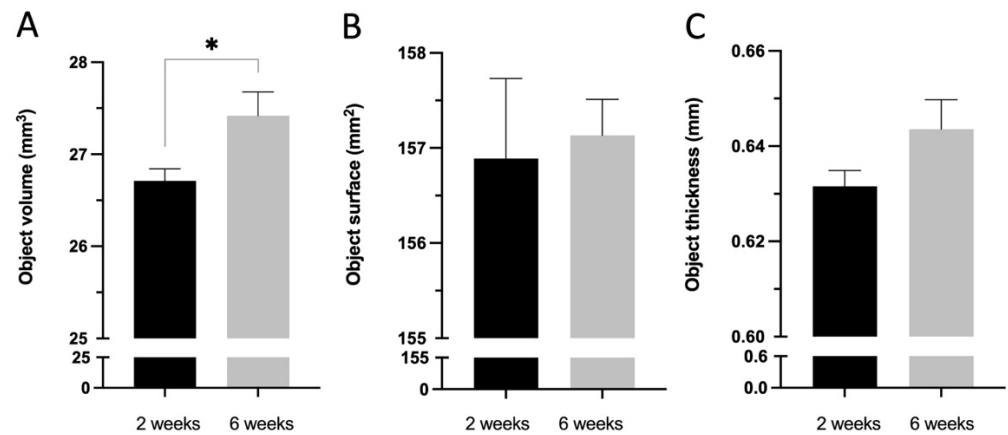 A
Object volume (mm³)
28
27
26
25
25
0
*
2 weeks 6 weeks
B
Object surface (mm²)
158
157
156
155
155
0
2 weeks 6 weeks
C
Object thickness (mm)
0.66
0.64
0.62
0.60
0.6
0.0
2 weeks 6 weeks